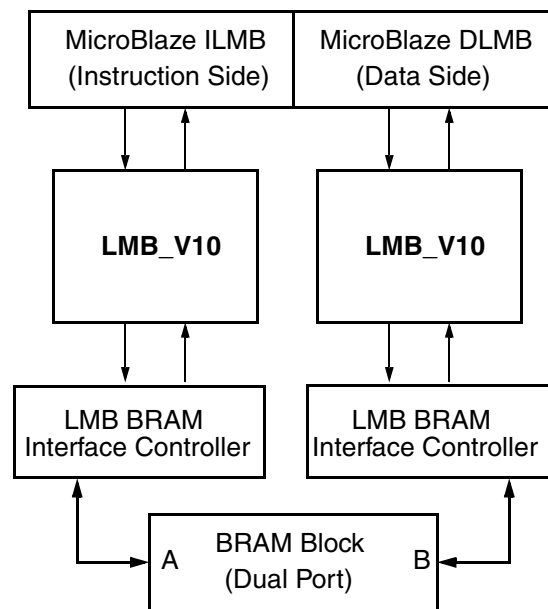 MicroBlaze ILMB
(Instruction Side)
MicroBlaze DLMB
(Data Side)
LMB_V10
LMB_V10
LMB BRAM
Interface Controller
LMB BRAM
Interface Controller
A
BRAM Block
(Dual Port)
B